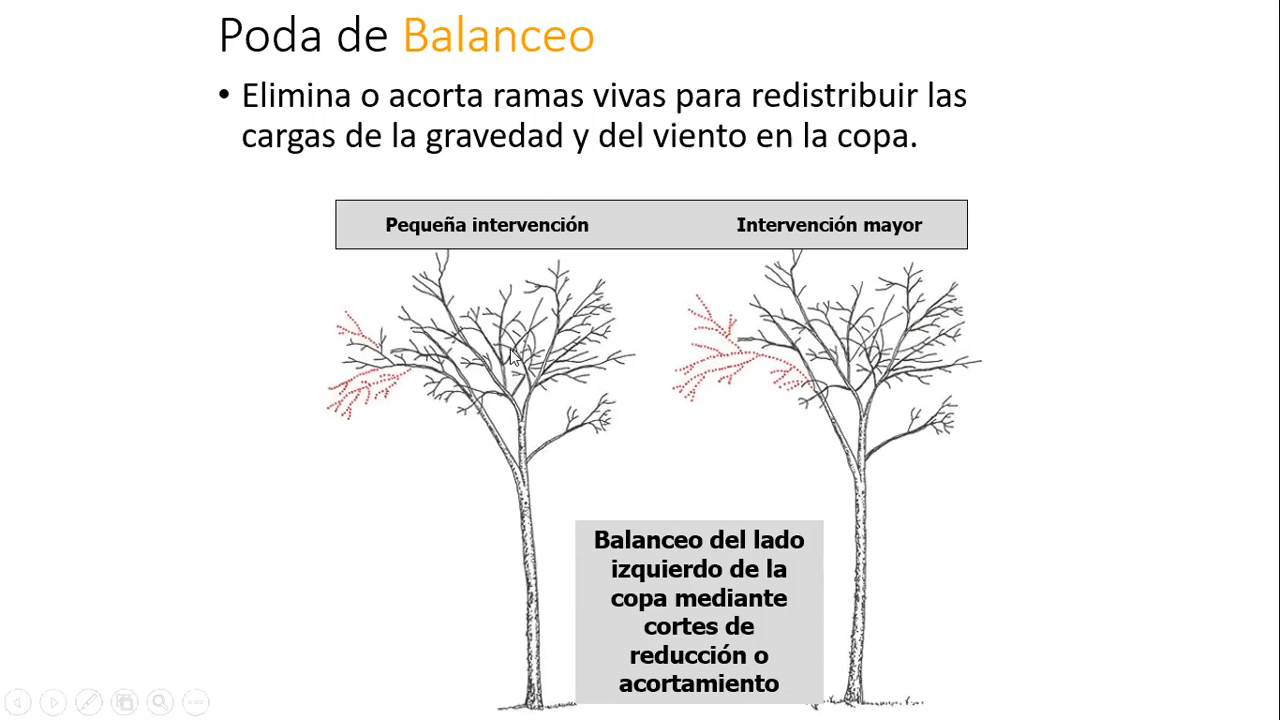 Poda de Balanceo
• Elimina o acorta ramas vivas para redistribuir las
cargas de la gravedad y del viento en la copa.
Pequeña intervención
Intervención mayor
Balanceo del lado
izquierdo de la
copa mediante
cortes de
reducción o
acortamiento